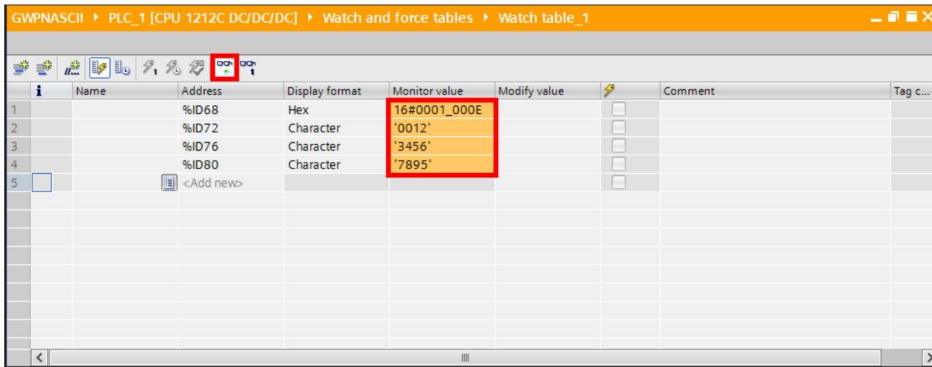 GWPNASCII ▸ PLC_1 [CPU 1212C DC/DC/DC] ▸ Watch and force tables ▸ Watch table_1
i Name Address Display format Monitor value Modify value Comment Tag c...
1 %ID68 Hex 16#0001_000E
2 %ID72 Character '0012'
3 %ID76 Character '3456'
4 %ID80 Character '7895'
5 <Add new>